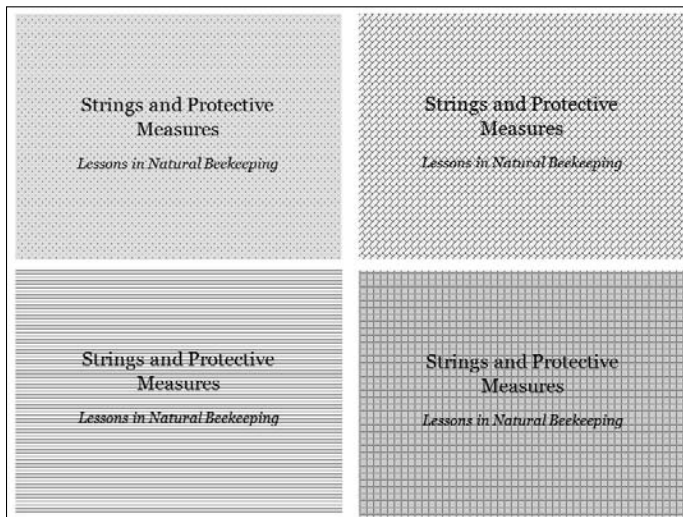 Strings and Protective
Measures
Lessons in Natural Beekeeping
Strings and Protective
Measures
Lessons in Natural Beekeeping
Strings and Protective
Measures
Lessons in Natural Beekeeping
Strings and Protective
Measures
Lessons in Natural Beekeeping